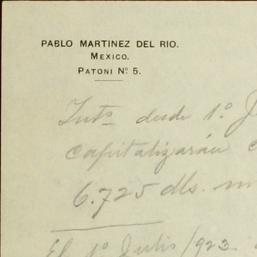 PABLO MARTINEZ DEL RIO.
MEXICO.
PATONI Nº 5.
Ints desde 1º J
capitalizarán c
6.725 dls. m
El 1º Julio/923.